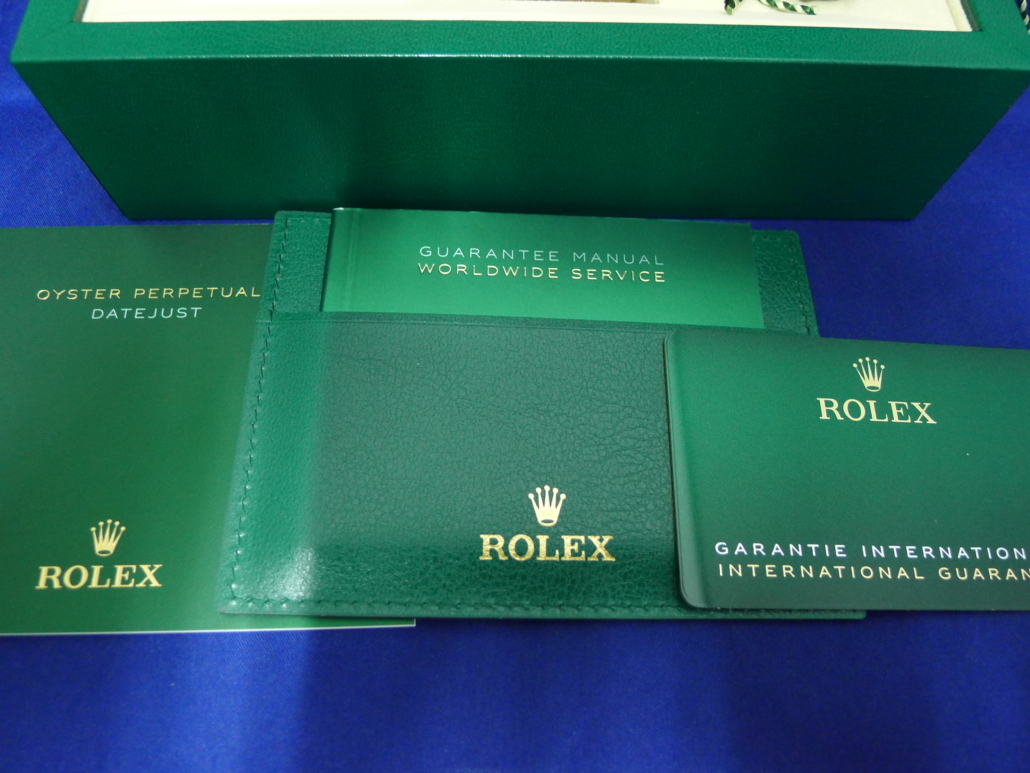 OYSTER PERPETUAL
DATEJUST
ROLEX
GUARANTEE MANUAL
WORLDWIDE SERVICE
ROLEX
ROLEX
GARANTIE INTERNATION
INTERNATIONAL GUARAN